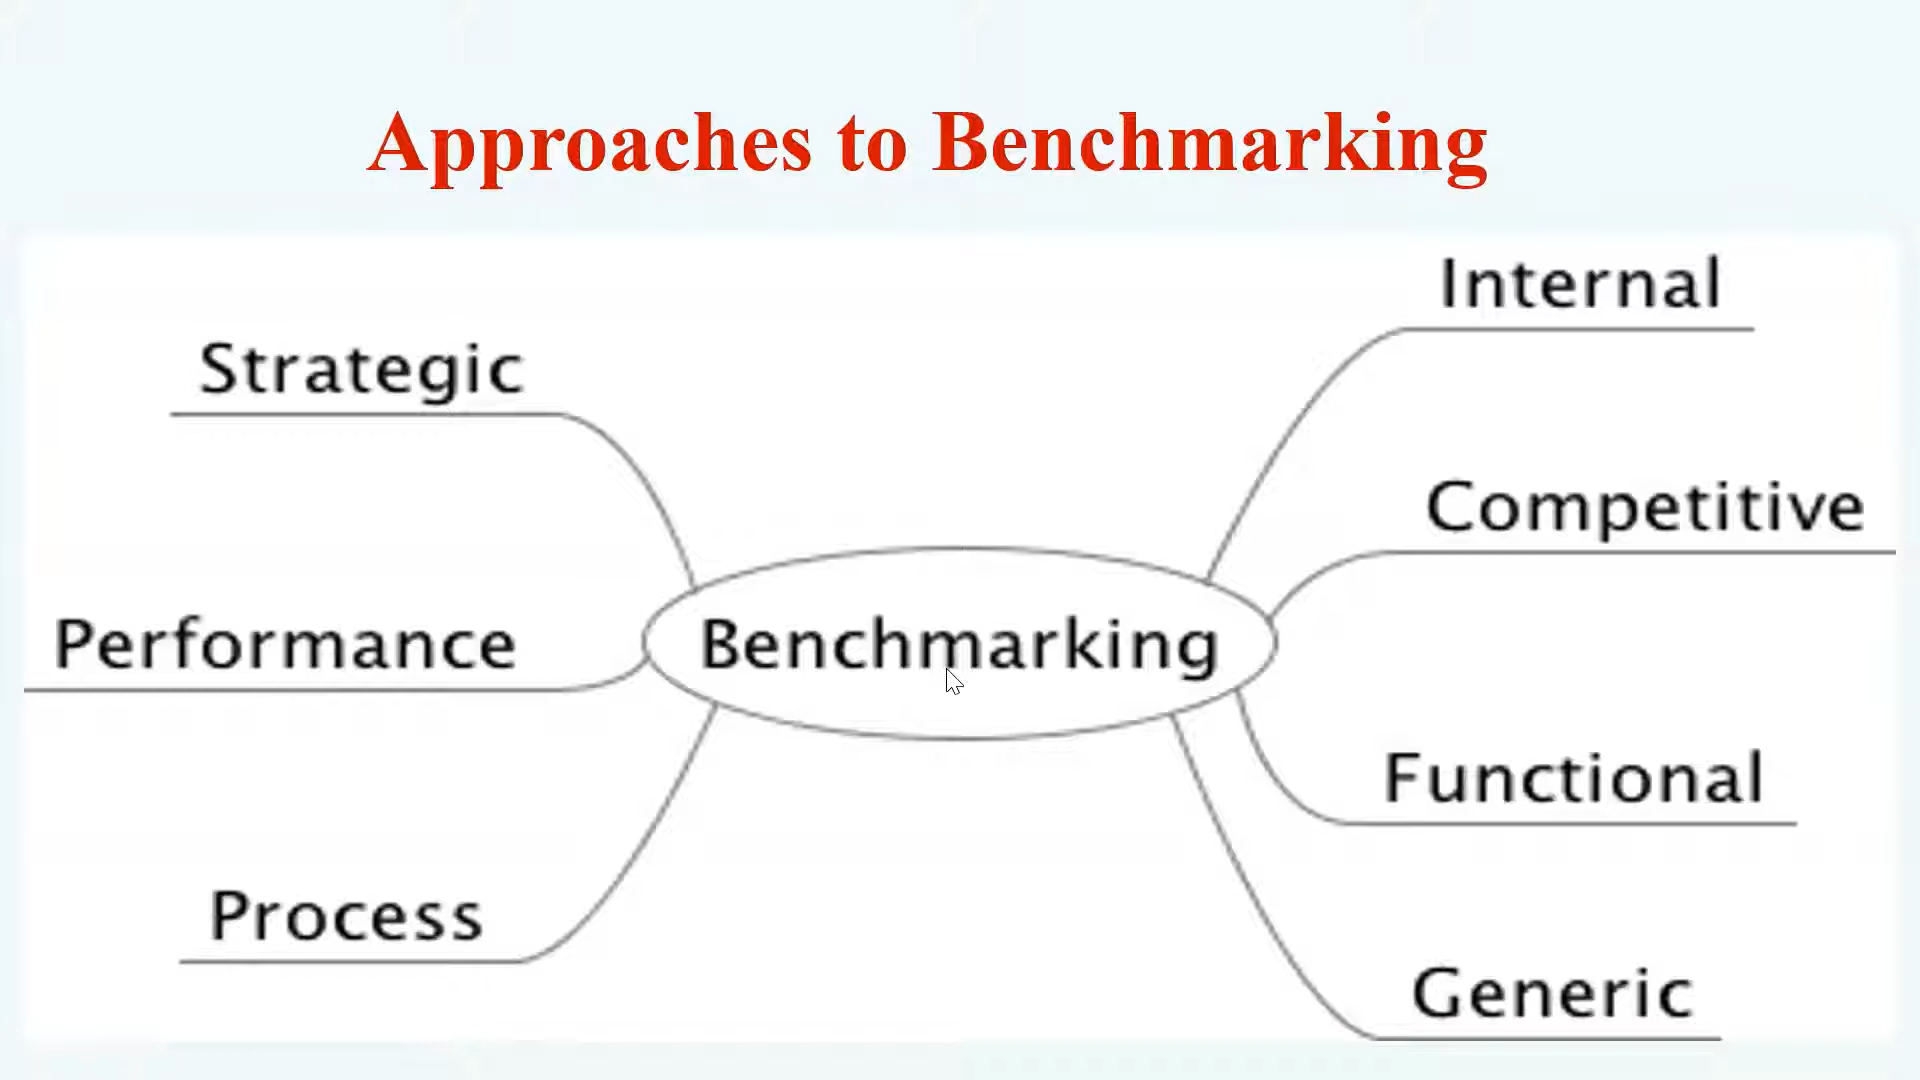 Approaches to Benchmarking
Strategic
Performance
Process
Benchmarking
Internal
Competitive
Functional
Generic